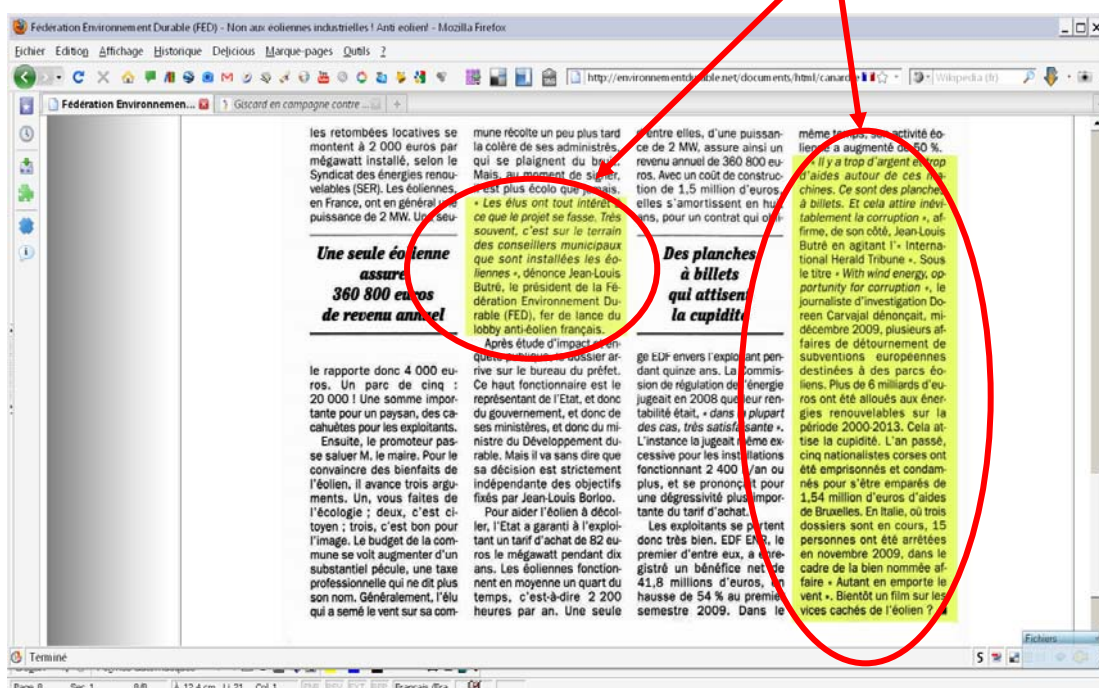 Fédération Environnement Durable (FED) - Non aux eoliennes industrielles ! Anti eolien! - Mozilla Firefox
Fichier Édition Affichage Historique Delicious Marque-pages Outils ?
http://environnementdurable.net/documents/html/canard
Wikipedia (fr)
Fédération Environnemen...
Giscard en campagne contre ...
les retombées locatives se
montent à 2 000 euros par
mégawatt installé, selon le
Syndicat des énergies renou-
velables (SER). Les éoliennes,
en France, ont en général une
puissance de 2 MW. Une seu-
Une seule éolienne
assure
360 800 euros
de revenu annuel
le rapporte donc 4 000 eu-
ros. Un parc de cinq :
20 000 ! Une somme impor-
tante pour un paysan, des ca-
cahuètes pour les exploitants.
Ensuite, le promoteur pas-
se saluer M. le maire. Pour le
convaincre des bienfaits de
l'éolien, il avance trois argu-
ments. Un, vous faites de
l'écologie ; deux, c'est ci-
toyen ; trois, c'est bon pour
l'image. Le budget de la com-
mune se voit augmenter d'un
substantiel pécule, une taxe
professionnelle qui ne dit plus
son nom. Généralement, l'élu
qui a semé le vent sur sa com-
mune récolte un peu plus tard
la colère de ses administrés,
qui se plaignent du bruit.
Mais, au moment de signer,
c'est plus écolo que jamais.
« Les élus ont tout intérêt à
ce que le projet se fasse. Très
souvent, c'est sur le terrain
des conseillers municipaux
que sont installées les éo-
liennes », dénonce Jean-Louis
Butré, le président de la Fé-
dération Environnement Du-
rable (FED), fer de lance du
lobby anti-éolien français.
Après étude d'impact et en-
quête publique, le dossier ar-
rive sur le bureau du préfet.
Ce haut fonctionnaire est le
représentant de l'Etat, et donc
du gouvernement, et donc de
ses ministères, et donc du mi-
nistre du Développement du-
rable. Mais il va sans dire que
sa décision est strictement
indépendante des objectifs
fixés par Jean-Louis Borloo.
Pour aider l'éolien à décol-
ler, l'Etat a garanti à l'exploi-
tant un tarif d'achat de 82 eu-
ros le mégawatt pendant dix
ans. Les éoliennes fonction-
nent en moyenne un quart du
temps, c'est-à-dire 2 200
heures par an. Une seule
d'entre elles, d'une puissan-
ce de 2 MW, assure ainsi un
revenu annuel de 360 800 eu-
ros. Avec un coût de construc-
tion de 1,5 million d'euros,
elles s'amortissent en huit
ans, pour un contrat qui obli-
Des planches
à billets
qui attisent
la cupidité
ge EDF envers l'exploitant pen-
dant quinze ans. La Commis-
sion de régulation de l'énergie
jugeait en 2008 que leur ren-
tabilité était, « dans la plupart
des cas, très satisfaisante ».
L'instance la jugeait même ex-
cessive pour les installations
fonctionnant 2 400 h/an ou
plus, et se prononçait pour
une dégressivité plus impor-
tante du tarif d'achat.
Les exploitants se portent
donc très bien. EDF ENR, le
premier d'entre eux, a enre-
gistré un bénéfice net de
41,8 millions d'euros, en
hausse de 54 % au premier
semestre 2009. Dans le
même temps, son activité éo-
lienne a augmenté de 50 %.
« Il y a trop d'argent et trop
d'aides autour de ces ma-
chines. Ce sont des planches
à billets. Et cela attire inévi-
tablement la corruption », af-
firme, de son côté, Jean-Louis
Butré en agitant l'« Interna-
tional Herald Tribune ». Sous
le titre « With wind energy, op-
portunity for corruption », le
journaliste d'investigation Do-
reen Carvajal dénonçait, mi-
décembre 2009, plusieurs af-
faires de détournement de
subventions européennes
destinées à des parcs éo-
liens. Plus de 6 milliards d'eu-
ros ont été alloués aux éner-
gies renouvelables sur la
période 2000-2013. Cela at-
tise la cupidité. L'an passé,
cinq nationalistes corses ont
été emprisonnés et condam-
nés pour s'être emparés de
1,54 million d'euros d'aides
de Bruxelles. En Italie, où trois
dossiers sont en cours, 15
personnes ont été arrêtées
en novembre 2009, dans le
cadre de la bien nommée af-
faire « Autant en emporte le
vent ». Bientôt un film sur les
vices cachés de l'éolien ?
Fichiers
Terminé
Page 8 Sec 1 8/8 À 12,4 cm Li 21 Col 1 ENR REV EXT RFP Français (Fra